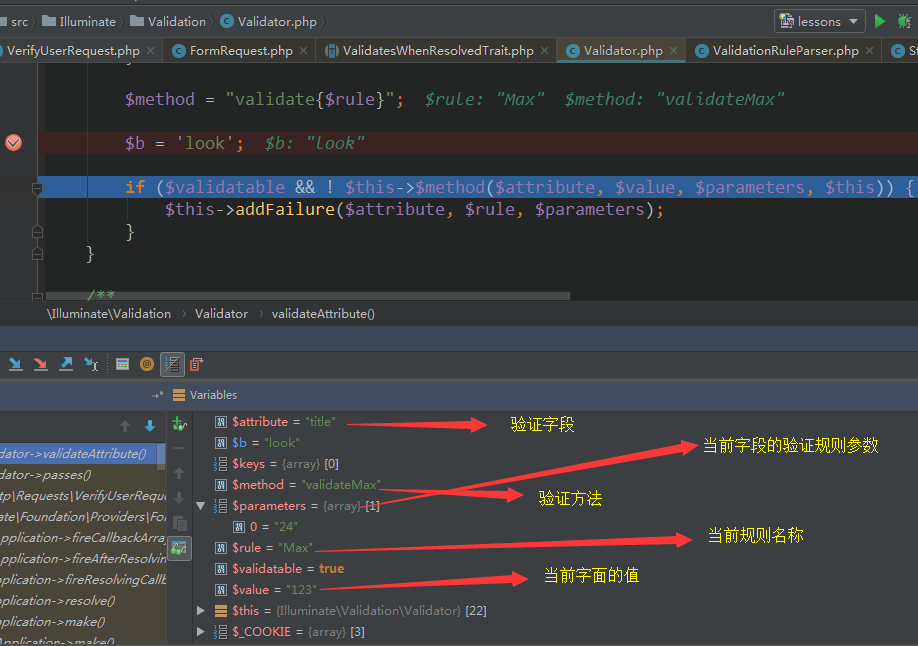 src Illuminate Validation Validator.php lessons
VerifyUserRequest.php FormRequest.php ValidatesWhenResolvedTrait.php Validator.php ValidationRuleParser.php
$method = "validate{$rule}"; $rule: "Max" $method: "validateMax"
$b = 'look'; $b: "look"
if ($validatable && ! $this->$method($attribute, $value, $parameters, $this)) {
$this->addFailure($attribute, $rule, $parameters);
}
}
/**
\Illuminate\Validation › Validator › validateAttribute()
Variables
$attribute = "title" 验证字段
$b = "look"
当前字段的验证规则参数
dator->validateAttribute() $keys = {array} [0]
dator->passes() $method = "validateMax" 验证方法
tp\Requests\VerifyUserRequ $parameters = {array} [1]
ate\Foundation\Providers\For 0 = "24"
pplication->fireCallbackArra $rule = "Max" 当前规则名称
pplication->fireAfterResolvin $validatable = true
pplication->fireResolvingCallb $value = "123" 当前字面的值
plication->resolve() $this = {Illuminate\Validation\Validator} [22]
plication->make() $_COOKIE = {array} [3]
Application->make()